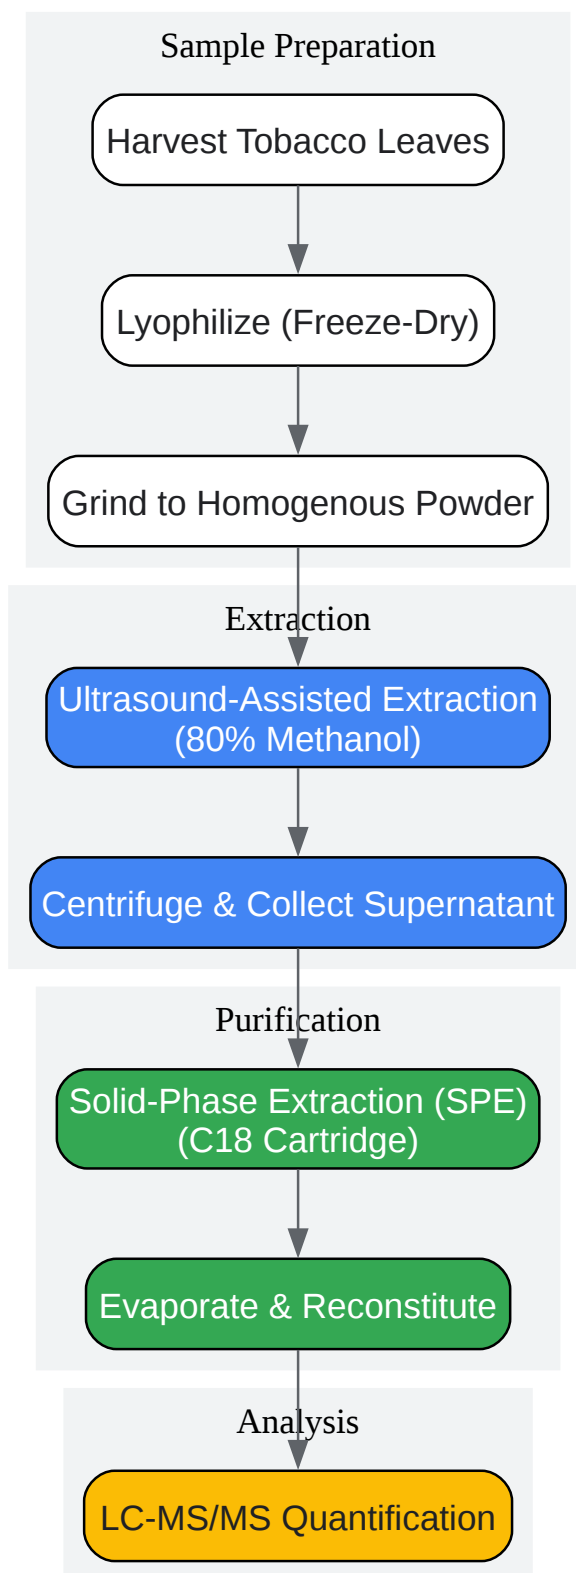 Sample Preparation
Harvest Tobacco Leaves
Lyophilize (Freeze-Dry)
Grind to Homogenous Powder
Extraction
Ultrasound-Assisted Extraction
(80% Methanol)
Centrifuge & Collect Supernatant
Purification
Solid-Phase Extraction (SPE)
(C18 Cartridge)
Evaporate & Reconstitute
Analysis
LC-MS/MS Quantification